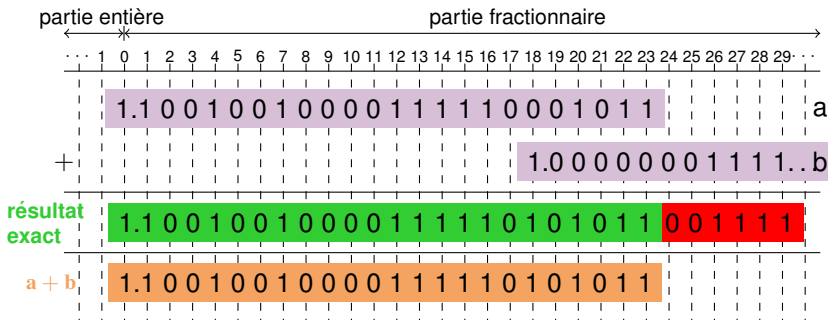 partie entière partie fractionnaire
··· 1 0 1 2 3 4 5 6 7 8 9 10 11 12 13 14 15 16 17 18 19 20 21 22 23 24 25 26 27 28 29 ···
1.1 0 0 1 0 0 1 0 0 0 0 1 1 1 1 1 0 0 0 1 0 1 1 a
+ 1.0 0 0 0 0 0 0 1 1 1 1... b
résultat
exact 1.1 0 0 1 0 0 1 0 0 0 0 1 1 1 1 1 0 1 0 1 0 1 1 0 0 1 1 1 1
a + b 1.1 0 0 1 0 0 1 0 0 0 0 1 1 1 1 1 0 1 0 1 0 1 1